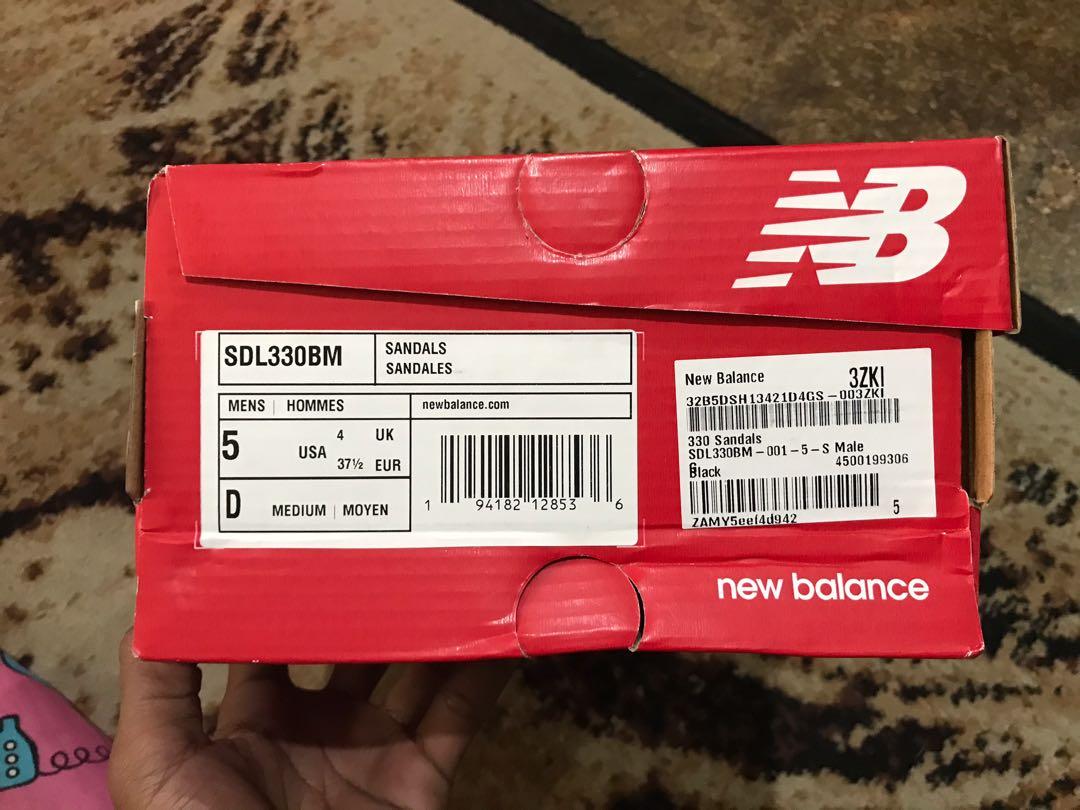 NB
SDL330BM
SANDALS
SANDALES
MENS | HOMMES
newbalance.com
5 USA 4 UK
37½ EUR
D MEDIUM | MOYEN
1 94182 12853 6
New Balance 3ZKI
32B5DSH13421D4GS-003ZKI
330 Sandals
SDL330BM-001-5-S Male
6 4500199306
Black
5
ZAMY5eef4d942
new balance